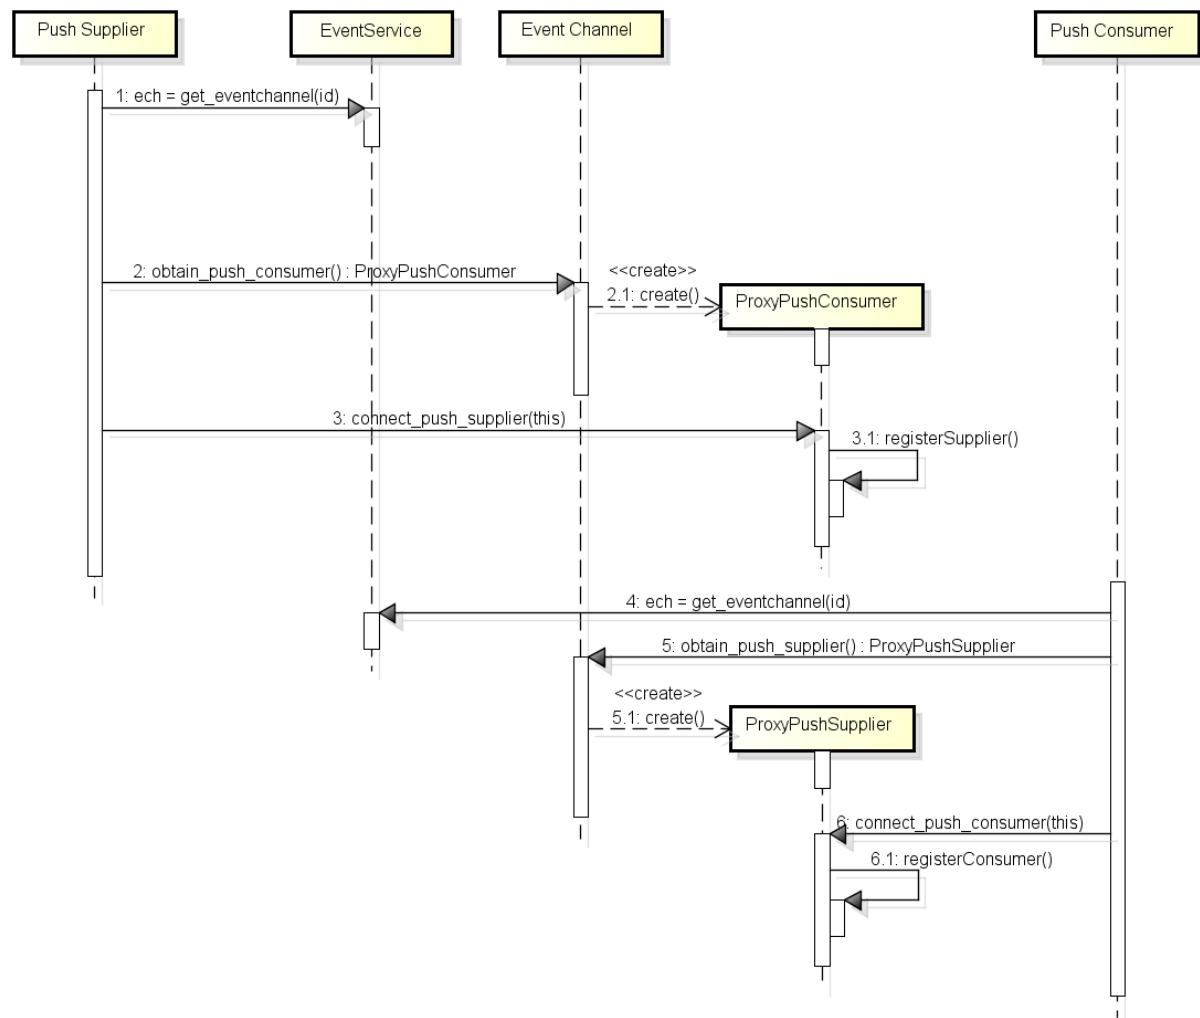 Push Supplier
EventService
Event Channel
Push Consumer
1: ech = get_eventchannel(id)
2: obtain_push_consumer() : ProxyPushConsumer
<<create>>
2.1: create()
ProxyPushConsumer
3: connect_push_supplier(this)
3.1: registerSupplier()
4: ech = get_eventchannel(id)
5: obtain_push_supplier() : ProxyPushSupplier
<<create>>
5.1: create()
ProxyPushSupplier
6: connect_push_consumer(this)
6.1: registerConsumer()